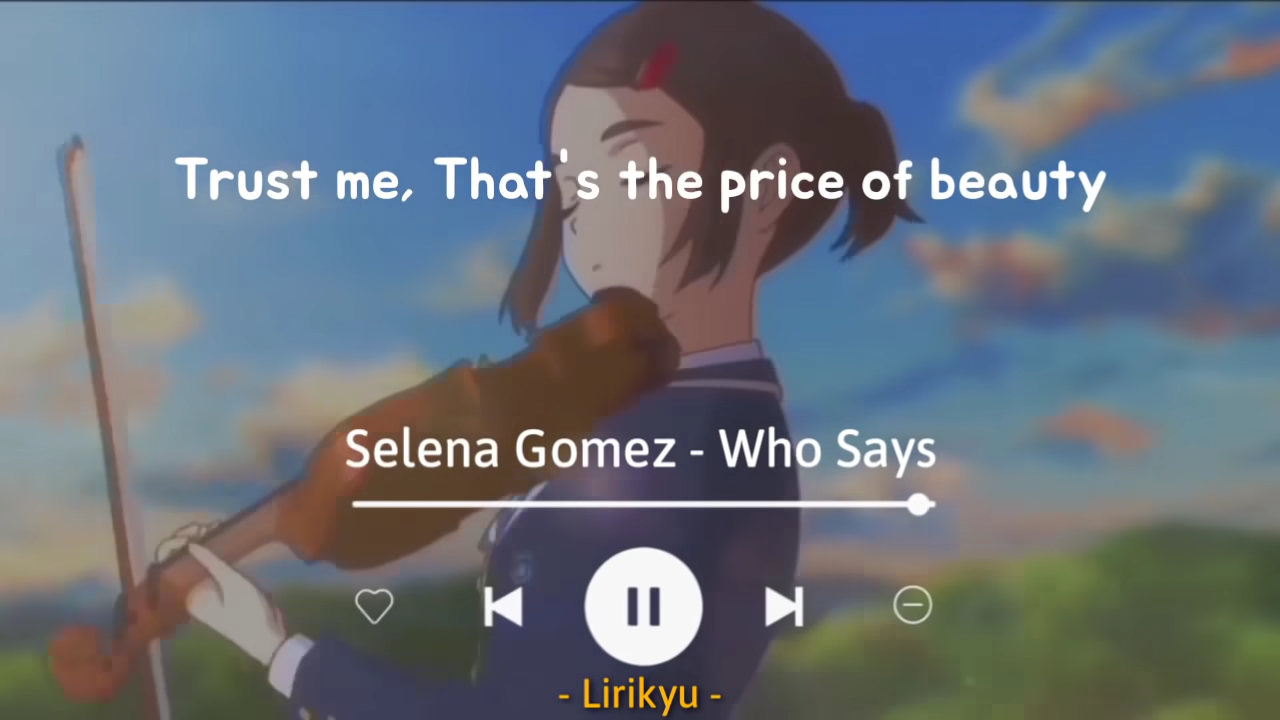 Trust me, That's the price of beauty
Selena Gomez - Who Says
- Lirikyu -